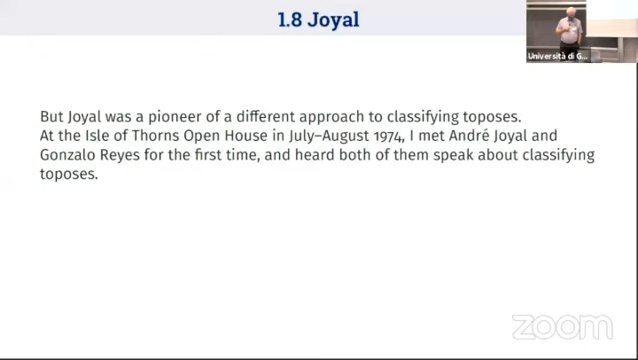 1.8 Joyal
Università di G...
But Joyal was a pioneer of a different approach to classifying toposes.
At the Isle of Thorns Open House in July–August 1974, I met André Joyal and
Gonzalo Reyes for the first time, and heard both of them speak about classifying
toposes.
zoom